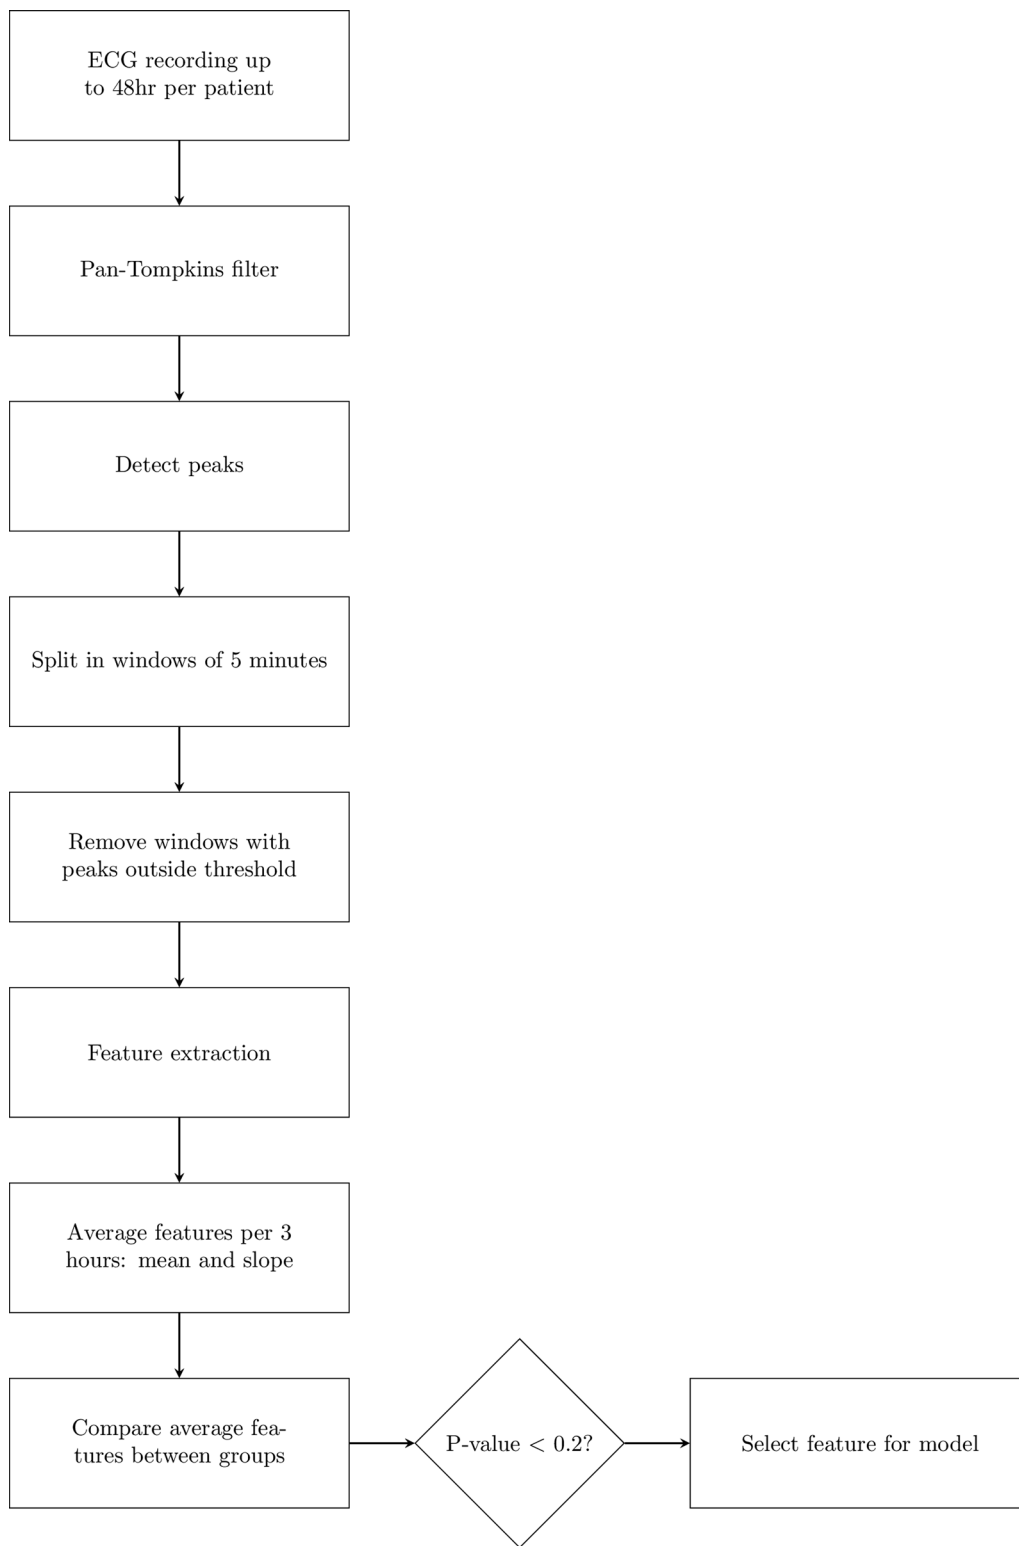 ECG recording up
to 48hr per patient
Pan-Tompkins filter
Detect peaks
Split in windows of 5 minutes
Remove windows with
peaks outside threshold
Feature extraction
Average features per 3
hours: mean and slope
Compare average fea-
tures between groups
P-value < 0.2?
Select feature for model